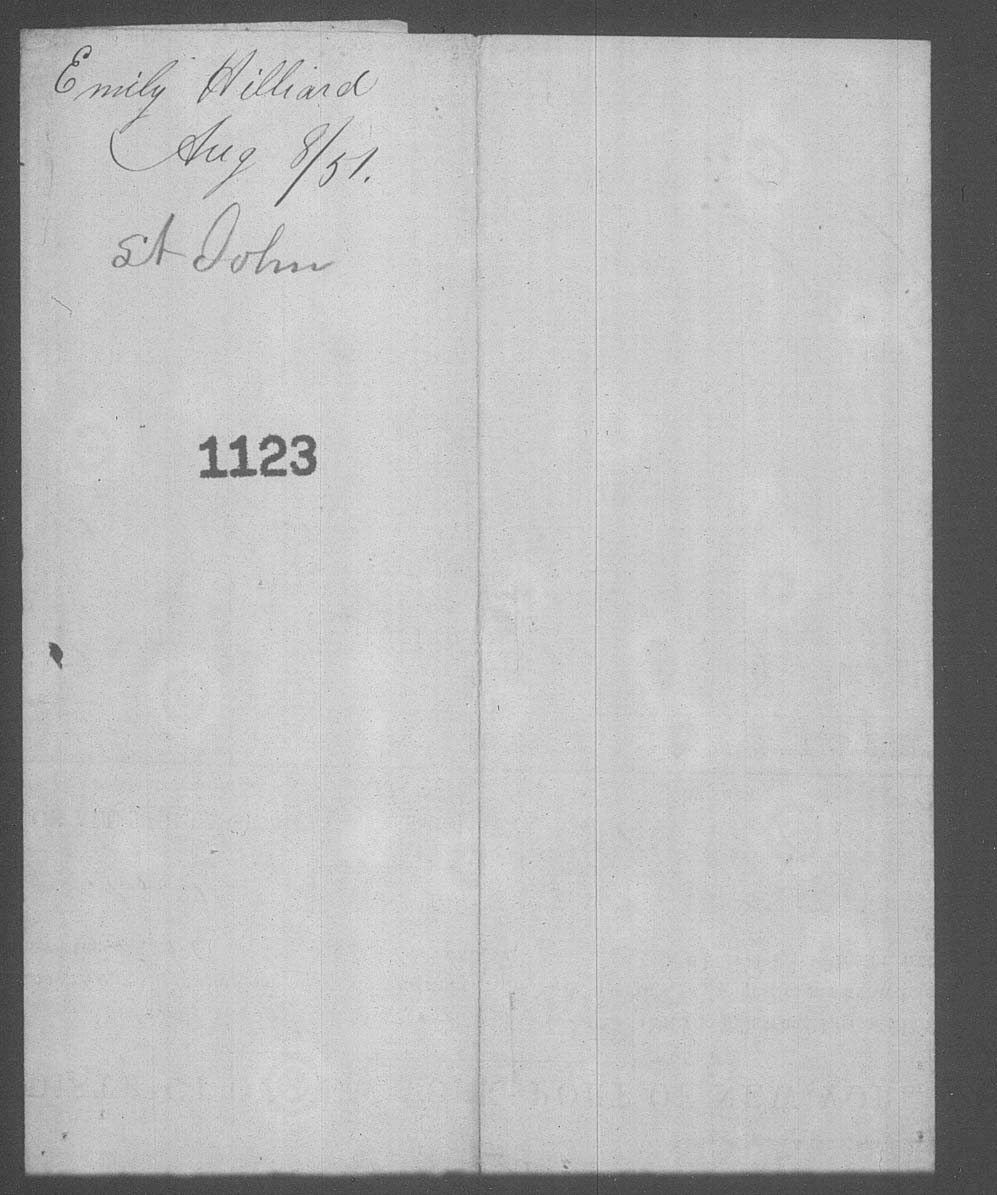 Emily Hilliard
Aug 8/51.
St John
1123